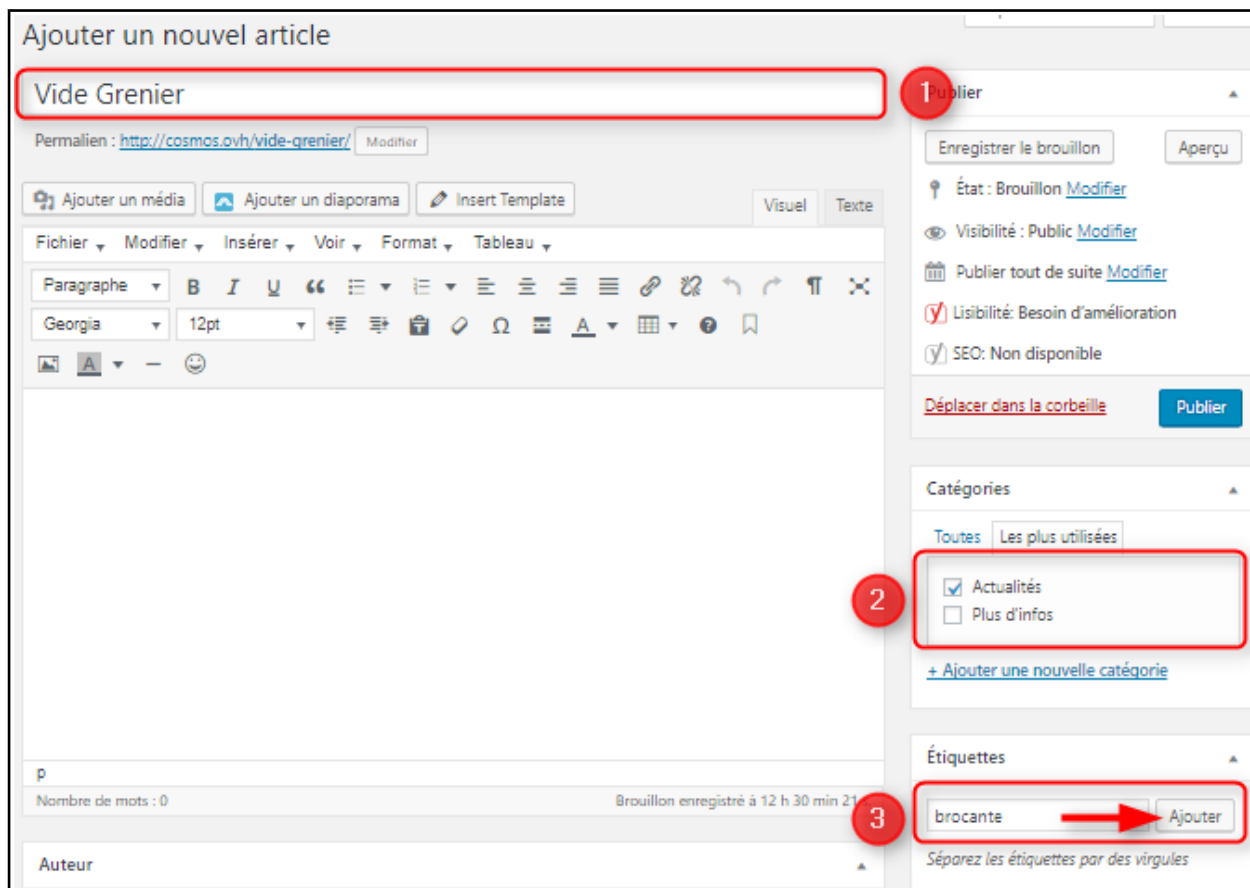 Ajouter un nouvel article
Vide Grenier
1
Permalien : http://cosmos.ovh/vide-grenier/ Modifier
Ajouter un média Ajouter un diaporama Insert Template
Visuel Texte
Fichier Modifier Insérer Voir Format Tableau
Paragraphe B I U
Georgia 12pt Ω A
A
p
Nombre de mots : 0 Brouillon enregistré à 12 h 30 min 21
Auteur
Publier
Enregistrer le brouillon Aperçu
État : Brouillon Modifier
Visibilité : Public Modifier
Publier tout de suite Modifier
Lisibilité: Besoin d'amélioration
SEO: Non disponible
Déplacer dans la corbeille Publier
Catégories
Toutes Les plus utilisées
2
Actualités
Plus d'infos
+ Ajouter une nouvelle catégorie
Étiquettes
3
brocante Ajouter
Séparez les étiquettes par des virgules